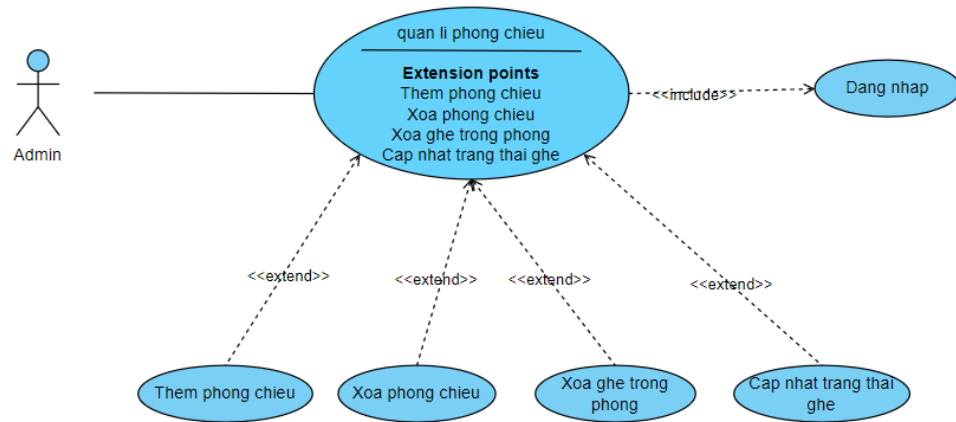 quan li phong chieu
Extension points
Them phong chieu
Xoa phong chieu
Xoa ghe trong phong
Cap nhat trang thai ghe
<<include>>
Dang nhap
Admin
<<extend>>
<<extend>>
<<extend>>
<<extend>>
Them phong chieu
Xoa phong chieu
Xoa ghe trong
phong
Cap nhat trang thai
ghe